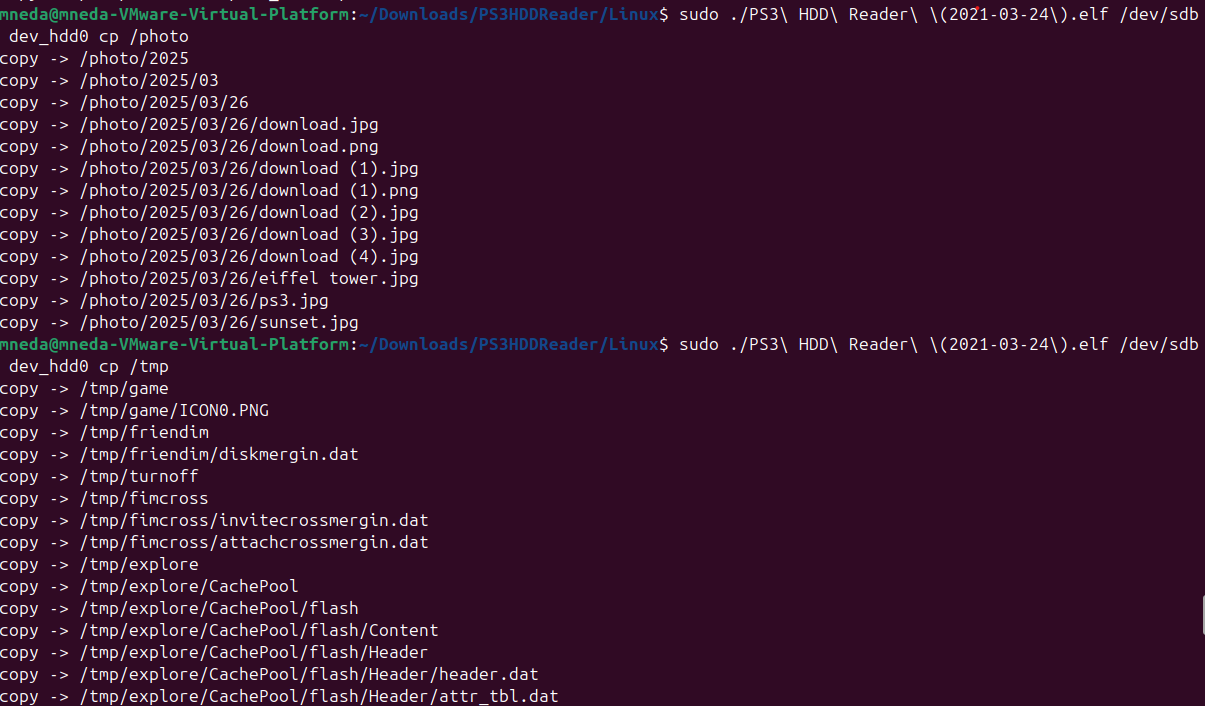 mneda@mneda-VMware-Virtual-Platform:~/Downloads/PS3HDDReader/Linux$ sudo ./PS3\ HDD\ Reader\ \(2021-03-24\).elf /dev/sdb
dev_hdd0 cp /photo
copy -> /photo/2025
copy -> /photo/2025/03
copy -> /photo/2025/03/26
copy -> /photo/2025/03/26/download.jpg
copy -> /photo/2025/03/26/download.png
copy -> /photo/2025/03/26/download (1).jpg
copy -> /photo/2025/03/26/download (1).png
copy -> /photo/2025/03/26/download (2).jpg
copy -> /photo/2025/03/26/download (3).jpg
copy -> /photo/2025/03/26/download (4).jpg
copy -> /photo/2025/03/26/eiffel tower.jpg
copy -> /photo/2025/03/26/ps3.jpg
copy -> /photo/2025/03/26/sunset.jpg
mneda@mneda-VMware-Virtual-Platform:~/Downloads/PS3HDDReader/Linux$ sudo ./PS3\ HDD\ Reader\ \(2021-03-24\).elf /dev/sdb
dev_hdd0 cp /tmp
copy -> /tmp/game
copy -> /tmp/game/ICON0.PNG
copy -> /tmp/friendim
copy -> /tmp/friendim/diskmergin.dat
copy -> /tmp/turnoff
copy -> /tmp/fimcross
copy -> /tmp/fimcross/invitecrossmergin.dat
copy -> /tmp/fimcross/attachcrossmergin.dat
copy -> /tmp/explore
copy -> /tmp/explore/CachePool
copy -> /tmp/explore/CachePool/flash
copy -> /tmp/explore/CachePool/flash/Content
copy -> /tmp/explore/CachePool/flash/Header
copy -> /tmp/explore/CachePool/flash/Header/header.dat
copy -> /tmp/explore/CachePool/flash/Header/attr_tbl.dat